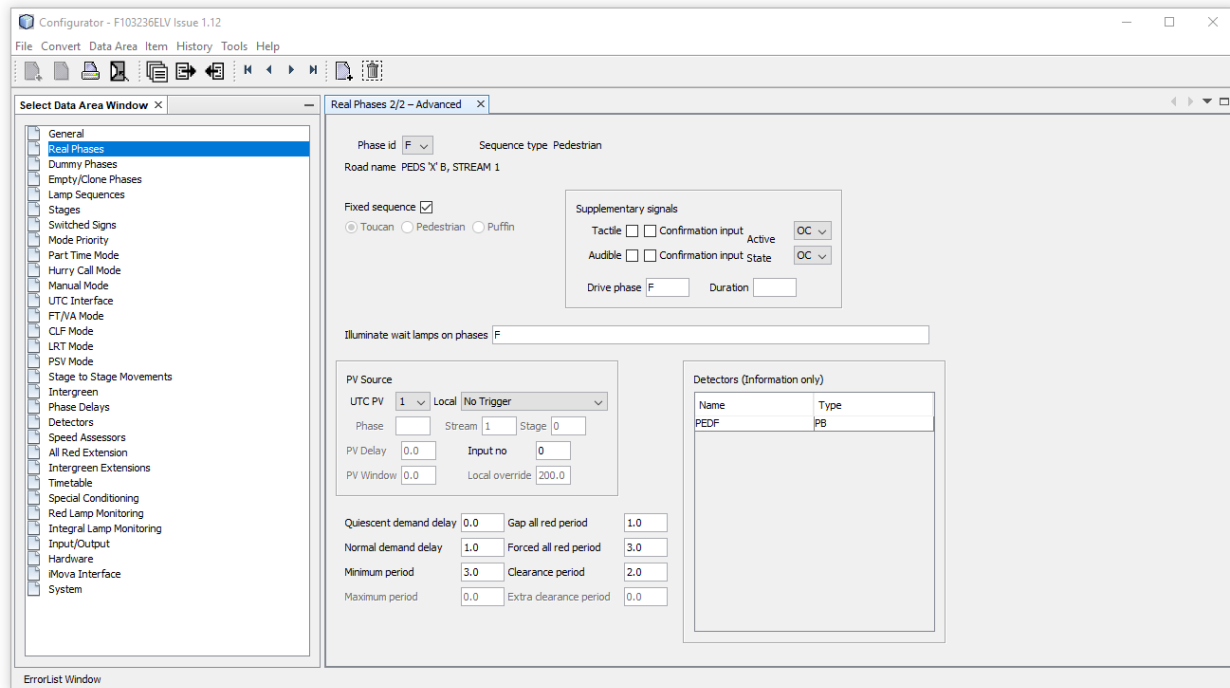 Configurator - F103236ELV Issue 1.12
File Convert Data Area Item History Tools Help
Select Data Area Window
Real Phases 2/2 – Advanced
General
Real Phases
Dummy Phases
Empty/Clone Phases
Lamp Sequences
Stages
Switched Signs
Mode Priority
Part Time Mode
Hurry Call Mode
Manual Mode
UTC Interface
FT/VA Mode
CLF Mode
LRT Mode
PSV Mode
Stage to Stage Movements
Intergreen
Phase Delays
Detectors
Speed Assessors
All Red Extension
Intergreen Extensions
Timetable
Special Conditioning
Red Lamp Monitoring
Integral Lamp Monitoring
Input/Output
Hardware
iMova Interface
System
Phase id F Sequence type Pedestrian
Road name PEDS 'X' B, STREAM 1
Fixed sequence
Toucan Pedestrian Puffin
Supplementary signals
Tactile Confirmation input Active OC
Audible Confirmation input State OC
Drive phase F Duration
Illuminate wait lamps on phases F
PV Source
UTC PV 1 Local No Trigger
Phase Stream 1 Stage 0
PV Delay 0.0 Input no 0
PV Window 0.0 Local override 200.0
Quiescent demand delay 0.0 Gap all red period 1.0
Normal demand delay 1.0 Forced all red period 3.0
Minimum period 3.0 Clearance period 2.0
Maximum period 0.0 Extra clearance period 0.0
Detectors (Information only)
Name Type
PEDF PB
ErrorList Window